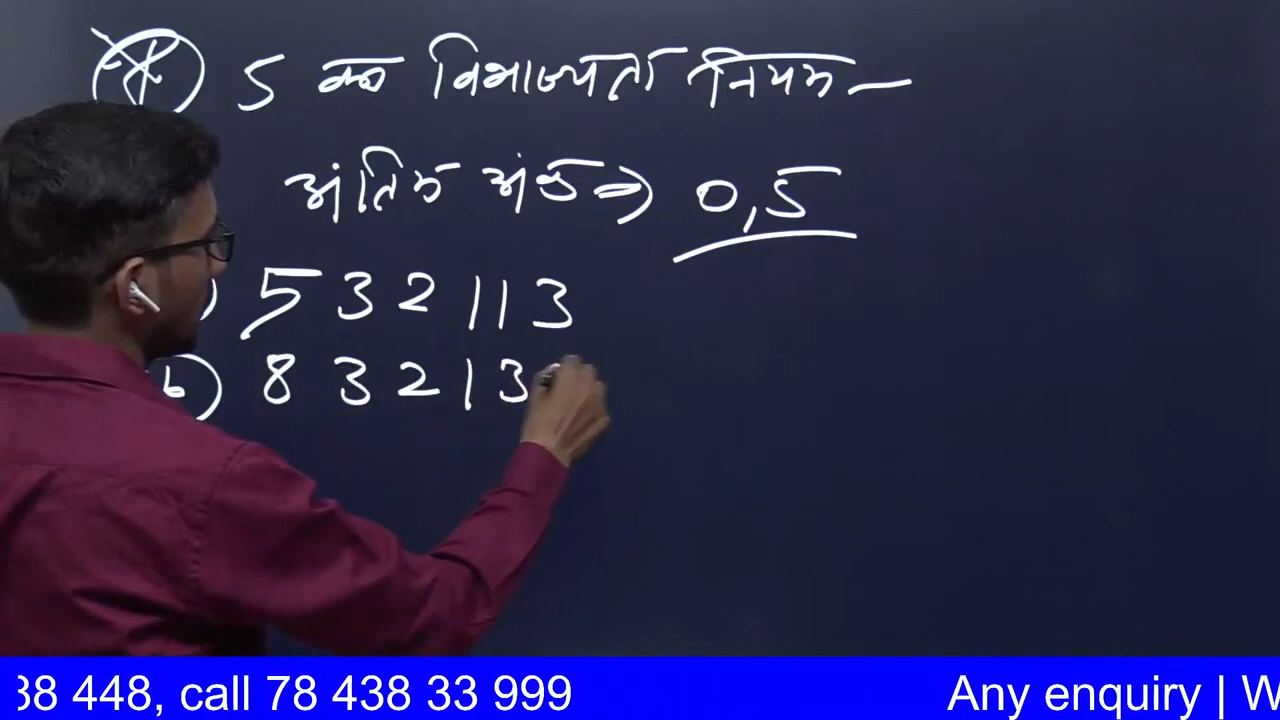 5 का विभाज्यता नियम –
अंतिम अंक ⇒ 0,5
) 5 3 2 1 1 3
b) 8 3 2 1 3
38 448, call 78 438 33 999
Any enquiry | W